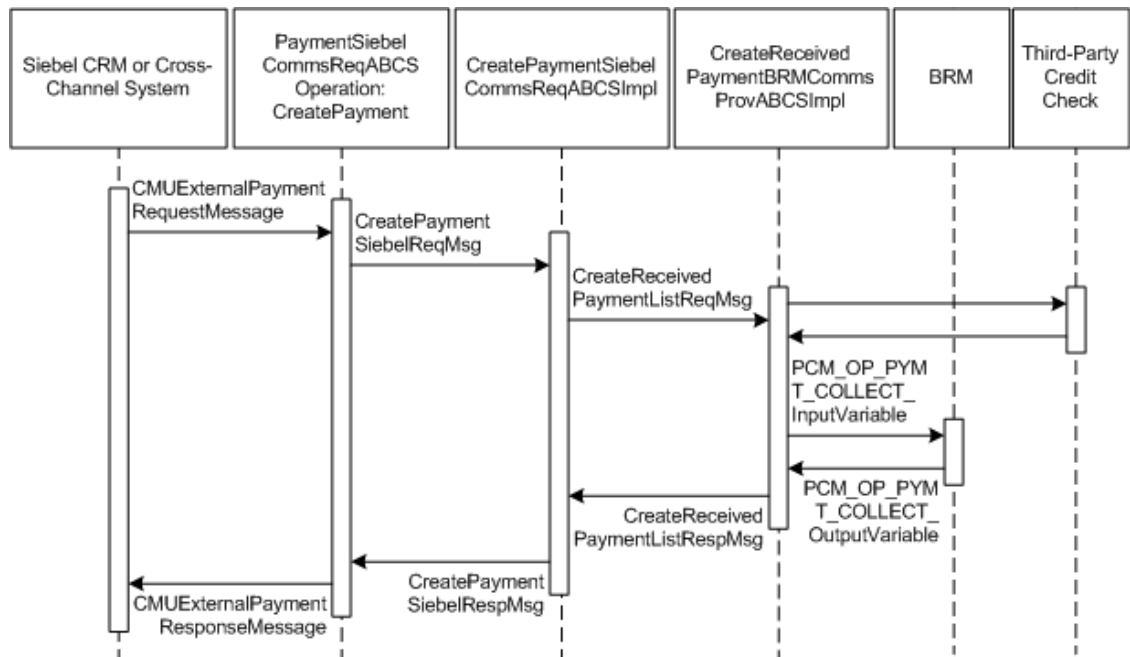 Siebel CRM or Cross-
Channel System
PaymentSiebel
CommsReqABCS
Operation:
CreatePayment
CreatePaymentSiebel
CommsReqABCSImpl
CreateReceived
PaymentBRMComms
ProvABCSImpl
BRM
Third-Party
Credit
Check
CMUExternalPayment
RequestMessage
CreatePayment
SiebelReqMsg
CreateReceived
PaymentListReqMsg
PCM_OP_PYM
T_COLLECT_
InputVariable
PCM_OP_PYM
T_COLLECT_
OutputVariable
CreateReceived
PaymentListRespMsg
CreatePayment
SiebelRespMsg
CMUExternalPayment
ResponseMessage